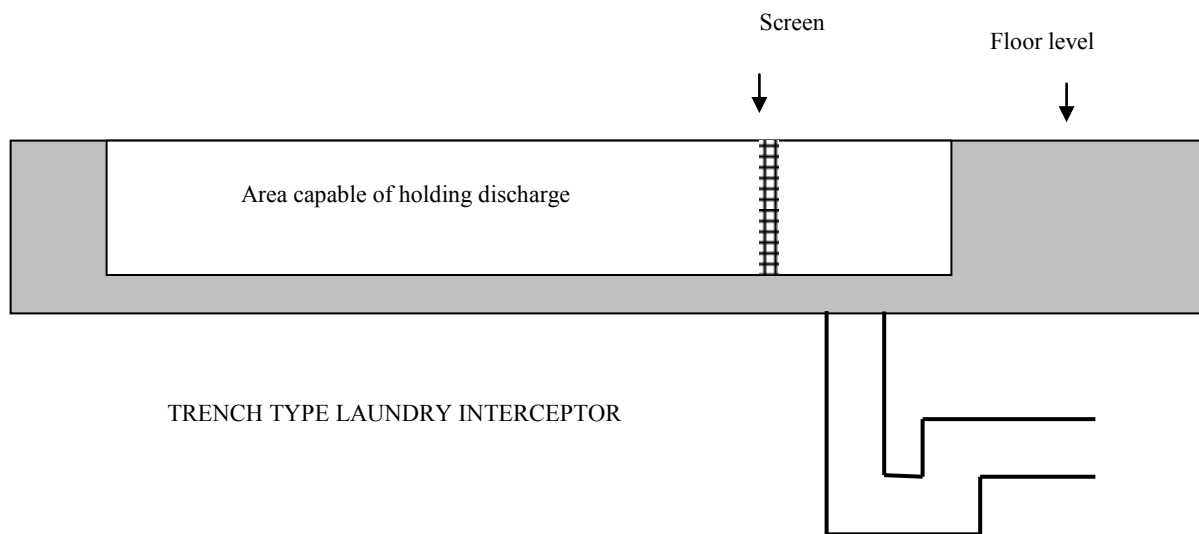 Screen
Floor level
Area capable of holding discharge
TRENCH TYPE LAUNDRY INTERCEPTOR